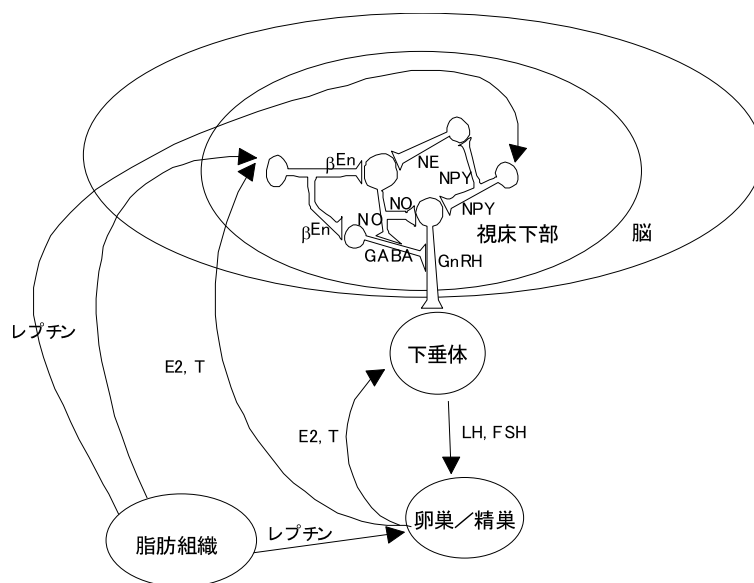 βEn
NE
NPY
NO
NO
NPY
βEn
視床下部
脳
GABA
GnRH
レプチン
下垂体
E2, T
E2, T
LH, FSH
卵巣／精巣
レプチン
脂肪組織